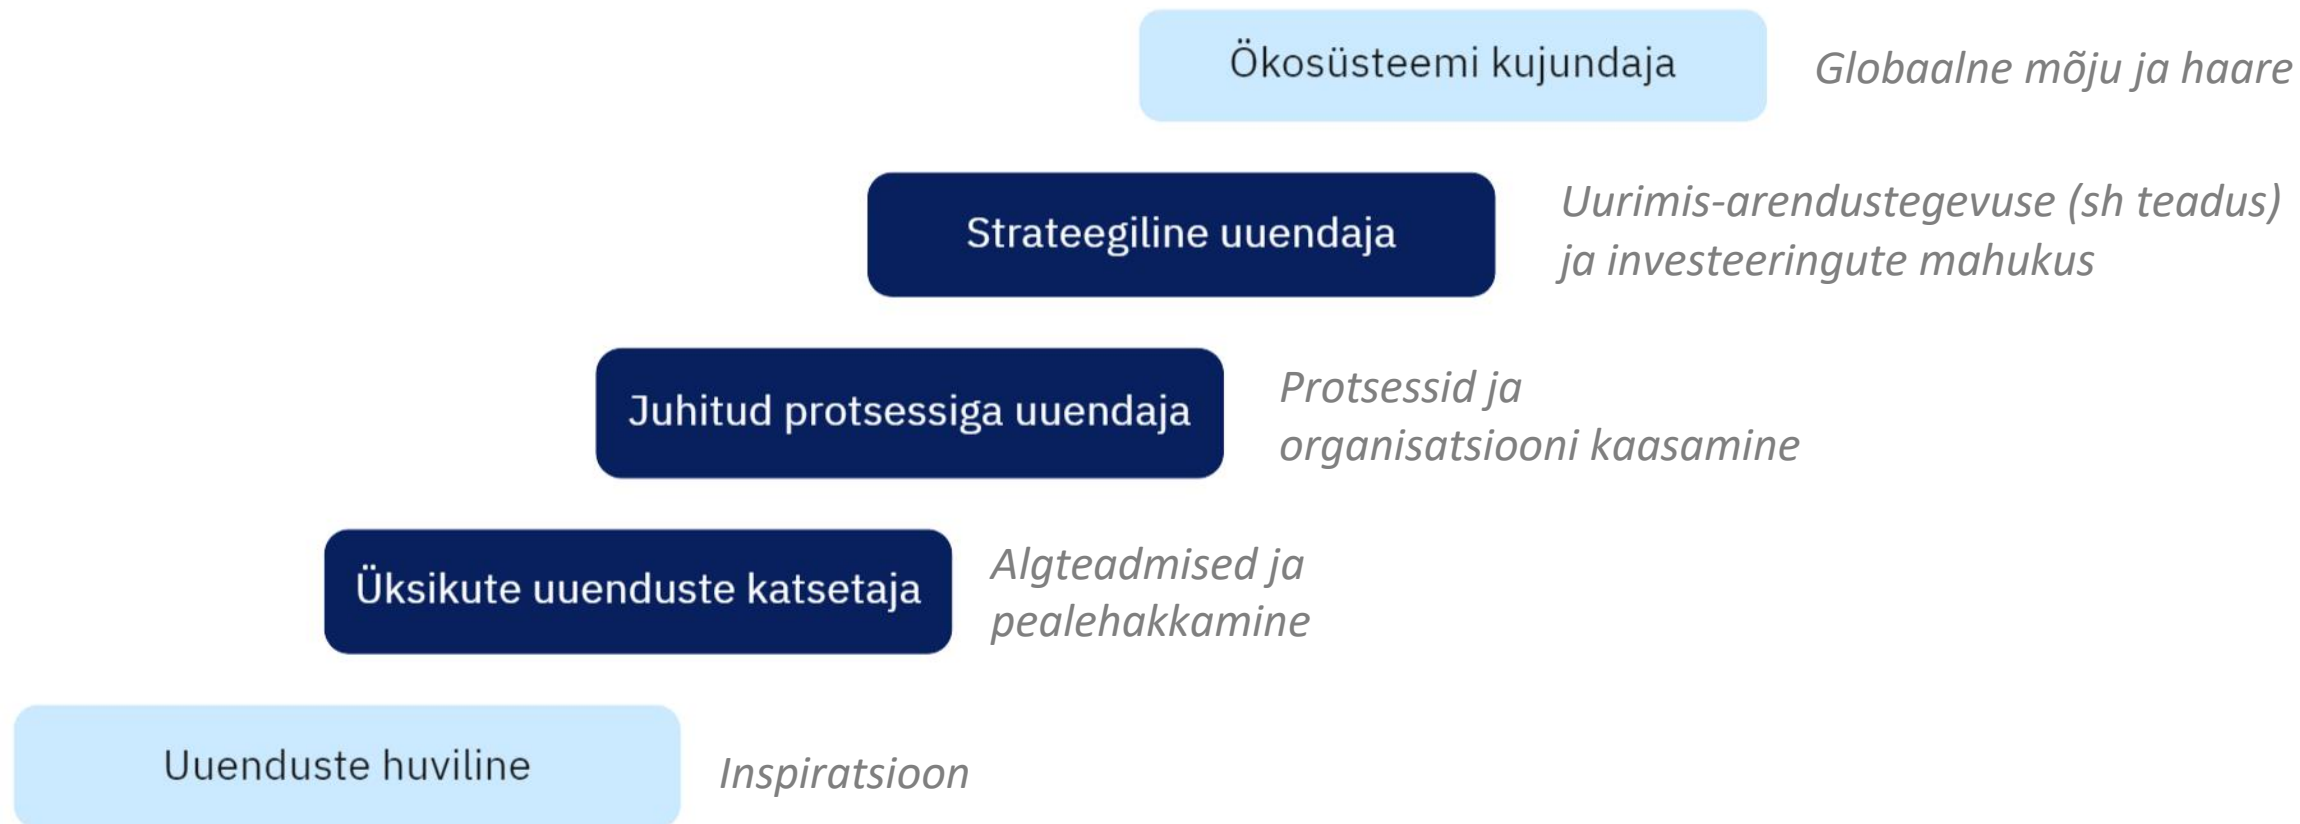 Ökosüsteemi kujundaja
Globaalne mõju ja haare
Strateegiline uuendaja
Uurimis-arendustegevuse (sh teadus)
ja investeeringute mahukus
Juhitud protsessiga uuendaja
Protsessid ja
organisatsiooni kaasamine
Üksikute uuenduste katsetaja
Algteadmised ja
pealehakkamine
Uuenduste huviline
Inspiratsioon